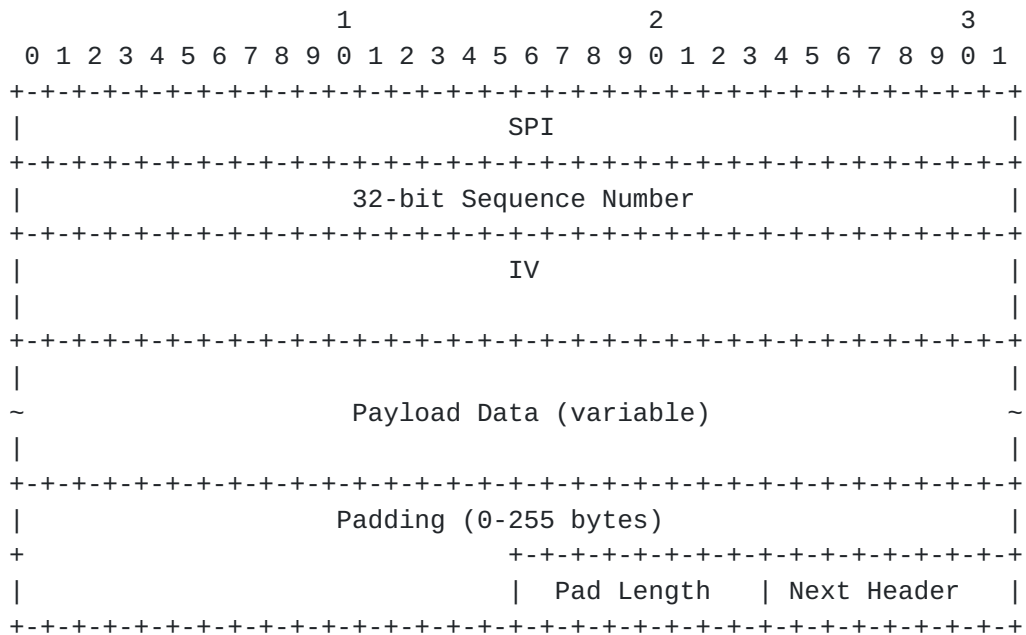 1                   2                   3
 0 1 2 3 4 5 6 7 8 9 0 1 2 3 4 5 6 7 8 9 0 1 2 3 4 5 6 7 8 9 0 1
+-+-+-+-+-+-+-+-+-+-+-+-+-+-+-+-+-+-+-+-+-+-+-+-+-+-+-+-+-+-+-+-+
|                               SPI                             |
+-+-+-+-+-+-+-+-+-+-+-+-+-+-+-+-+-+-+-+-+-+-+-+-+-+-+-+-+-+-+-+-+
|                     32-bit Sequence Number                    |
+-+-+-+-+-+-+-+-+-+-+-+-+-+-+-+-+-+-+-+-+-+-+-+-+-+-+-+-+-+-+-+-+
|                               IV                              |
|                                                               |
+-+-+-+-+-+-+-+-+-+-+-+-+-+-+-+-+-+-+-+-+-+-+-+-+-+-+-+-+-+-+-+-+
|                                                               |
~                     Payload Data (variable)                   ~
|                                                               |
+-+-+-+-+-+-+-+-+-+-+-+-+-+-+-+-+-+-+-+-+-+-+-+-+-+-+-+-+-+-+-+-+
|                    Padding (0-255 bytes)                      |
+                               +-+-+-+-+-+-+-+-+-+-+-+-+-+-+-+-+
|                               |  Pad Length   | Next Header   |
+-+-+-+-+-+-+-+-+-+-+-+-+-+-+-+-+-+-+-+-+-+-+-+-+-+-+-+-+-+-+-+-+